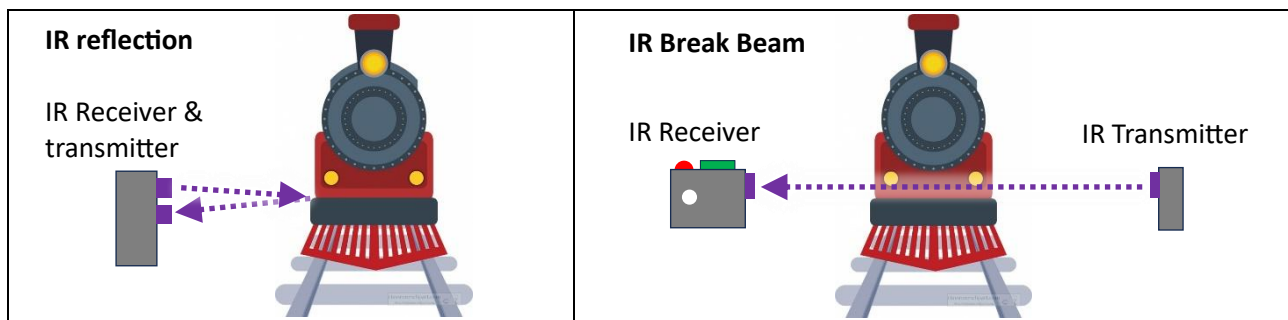 IR reflection
IR Receiver &
transmitter
IR Break Beam
IR Receiver
IR Transmitter